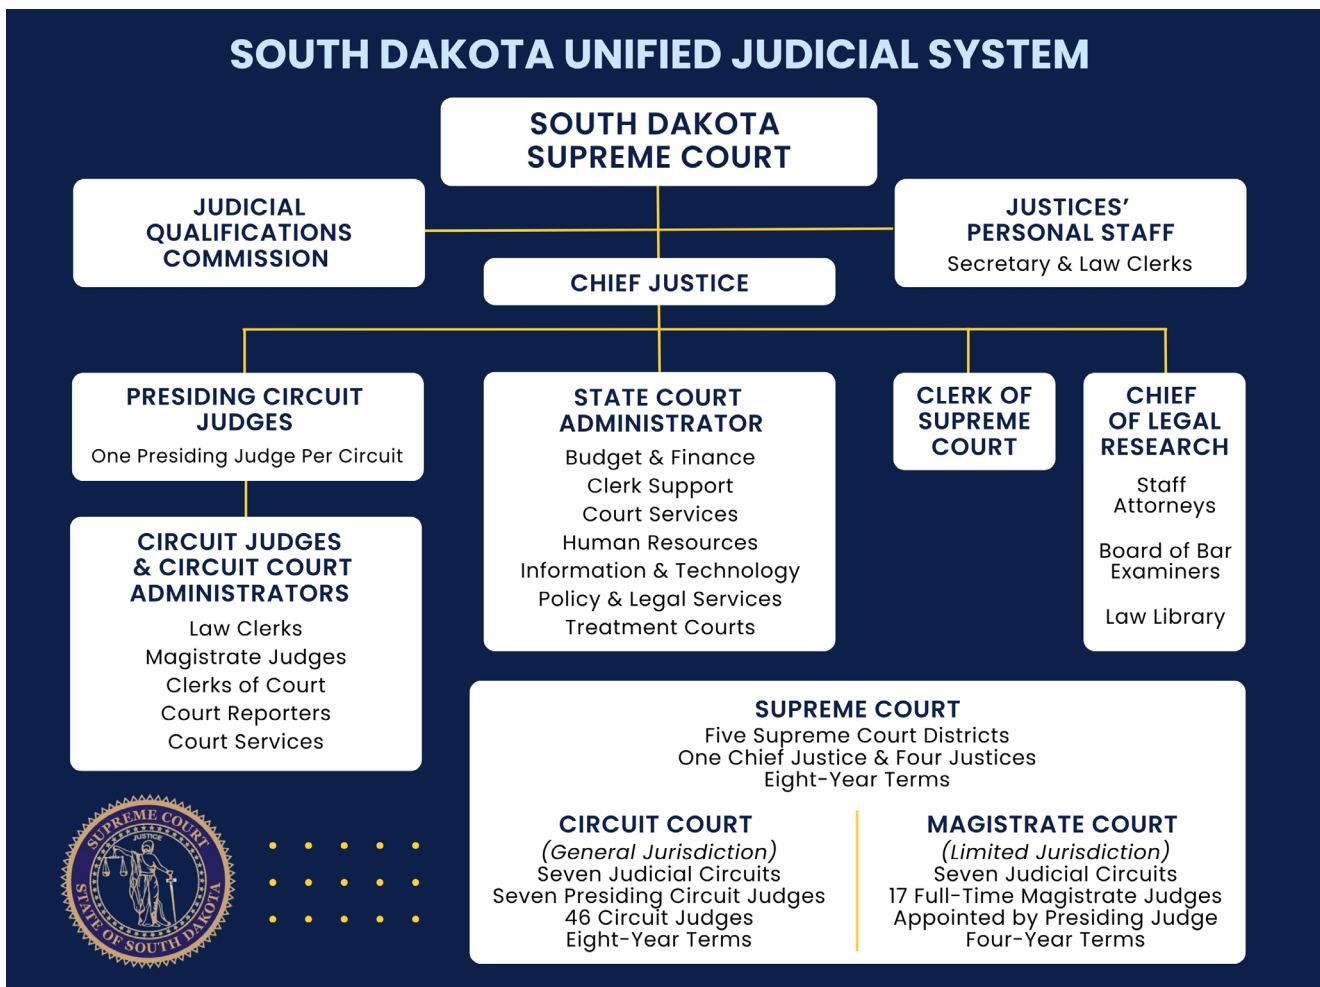 SOUTH DAKOTA UNIFIED JUDICIAL SYSTEM
SOUTH DAKOTA
SUPREME COURT
JUDICIAL
QUALIFICATIONS
COMMISSION
JUSTICES’
PERSONAL STAFF
Secretary & Law Clerks
CHIEF JUSTICE
PRESIDING CIRCUIT
JUDGES
One Presiding Judge Per Circuit
STATE COURT
ADMINISTRATOR
Budget & Finance
Clerk Support
Court Services
Human Resources
Information & Technology
Policy & Legal Services
Treatment Courts
CLERK OF
SUPREME
COURT
CHIEF
OF LEGAL
RESEARCH
Staff
Attorneys
Board of Bar
Examiners
Law Library
CIRCUIT JUDGES
& CIRCUIT COURT
ADMINISTRATORS
Law Clerks
Magistrate Judges
Clerks of Court
Court Reporters
Court Services
SUPREME COURT
Five Supreme Court Districts
One Chief Justice & Four Justices
Eight-Year Terms
CIRCUIT COURT
(General Jurisdiction)
Seven Judicial Circuits
Seven Presiding Circuit Judges
46 Circuit Judges
Eight-Year Terms
MAGISTRATE COURT
(Limited Jurisdiction)
Seven Judicial Circuits
17 Full-Time Magistrate Judges
Appointed by Presiding Judge
Four-Year Terms
SUPREME COURT
JUSTICE
STATE OF SOUTH DAKOTA